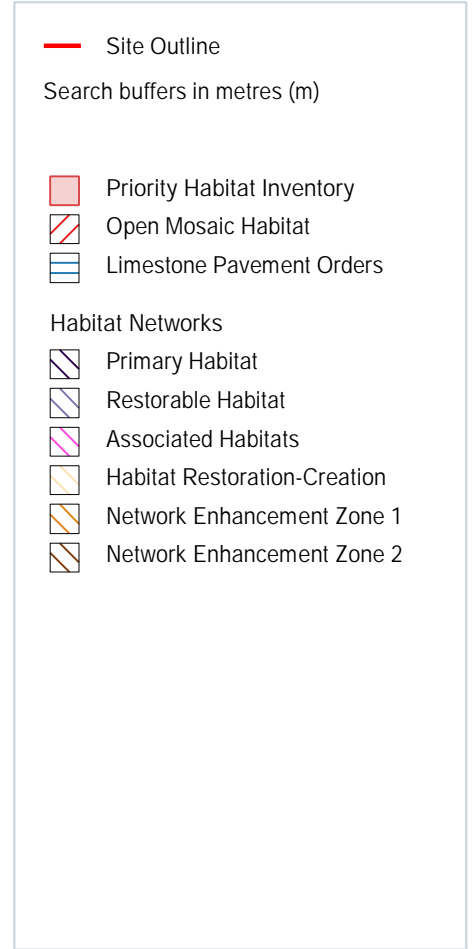 Site Outline
Search buffers in metres (m)
Priority Habitat Inventory
Open Mosaic Habitat
Limestone Pavement Orders
Habitat Networks
Primary Habitat
Restorable Habitat
Associated Habitats
Habitat Restoration-Creation
Network Enhancement Zone 1
Network Enhancement Zone 2